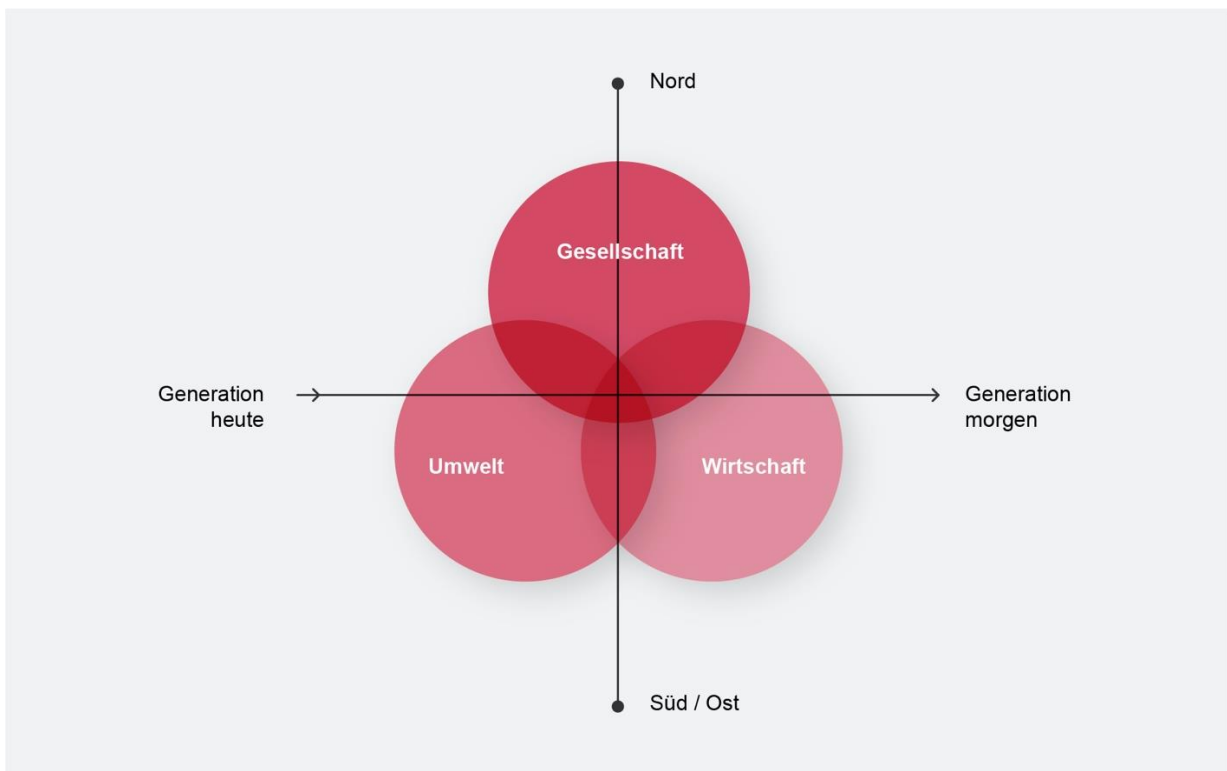 Nord
Gesellschaft
Generation
heute
Generation
morgen
Umwelt
Wirtschaft
Süd / Ost